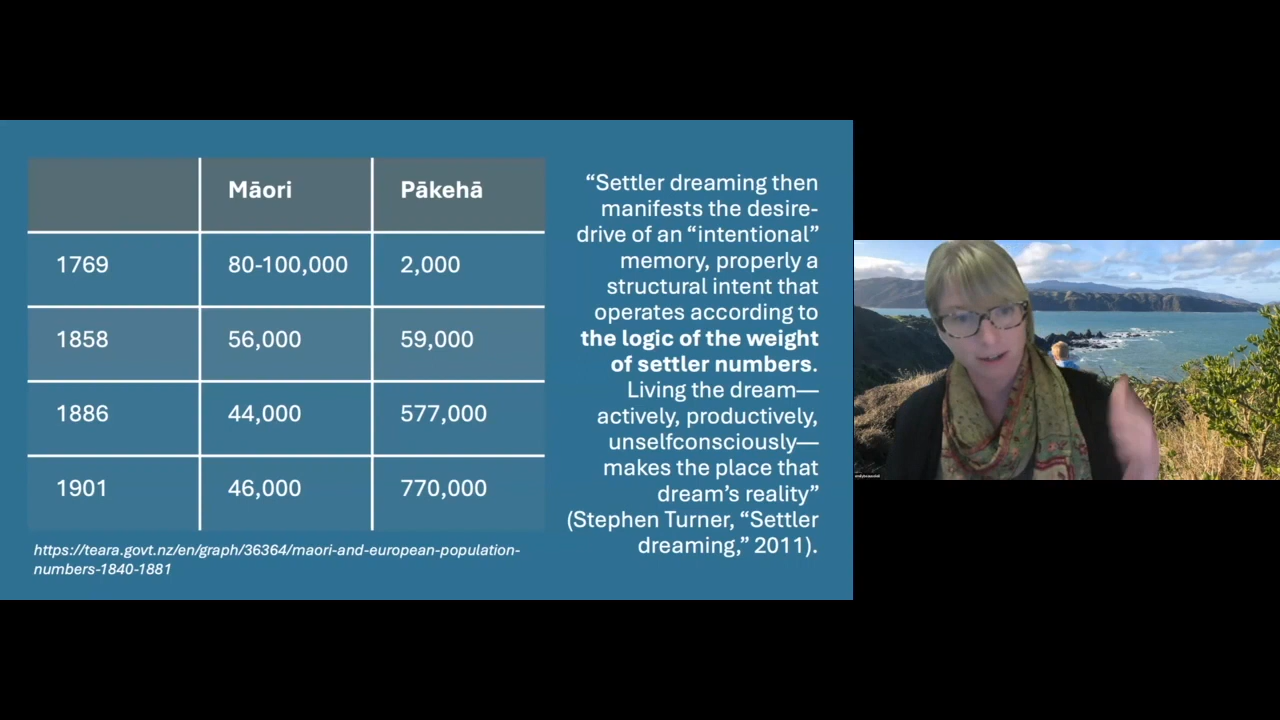 Māori Pākehā
1769 80-100,000 2,000
1858 56,000 59,000
1886 44,000 577,000
1901 46,000 770,000
https://teara.govt.nz/en/graph/36364/maori-and-european-population-
numbers-1840-1881
“Settler dreaming then
manifests the desire-
drive of an “intentional”
memory, properly a
structural intent that
operates according to
the logic of the weight
of settler numbers.
Living the dream—
actively, productively,
unselfconsciously—
makes the place that
dream’s reality”
(Stephen Turner, “Settler
dreaming,” 2011).